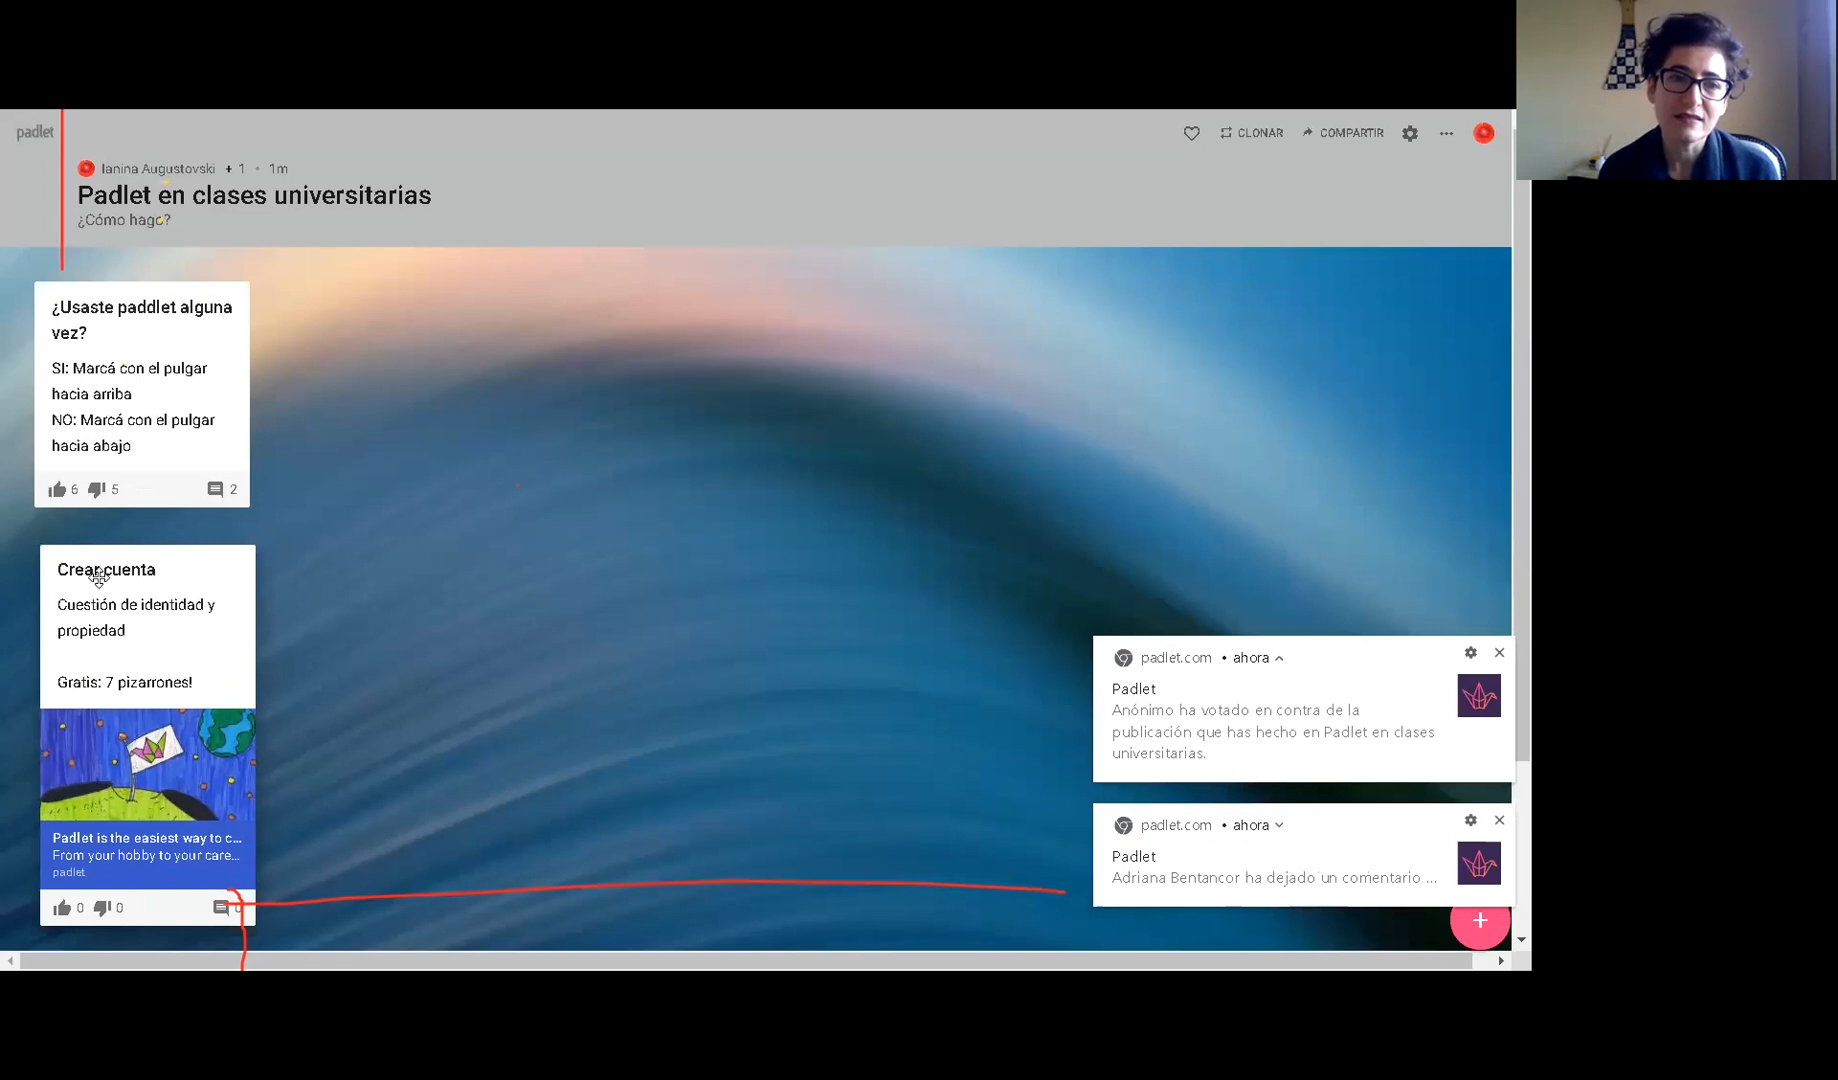 padlet
CLONAR
COMPARTIR
Ianina Augustovski + 1 • 1m
Padlet en clases universitarias
¿Cómo hago?
¿Usaste paddlet alguna
vez?
SI: Marcá con el pulgar
hacia arriba
NO: Marcá con el pulgar
hacia abajo
6 5 2
Crear cuenta
Cuestión de identidad y
propiedad
Gratis: 7 pizarrones!
Padlet is the easiest way to c...
From your hobby to your care...
padlet
0 0 0
padlet.com • ahora
Padlet
Anónimo ha votado en contra de la
publicación que has hecho en Padlet en clases
universitarias.
padlet.com • ahora
Padlet
Adriana Bentancor ha dejado un comentario ...